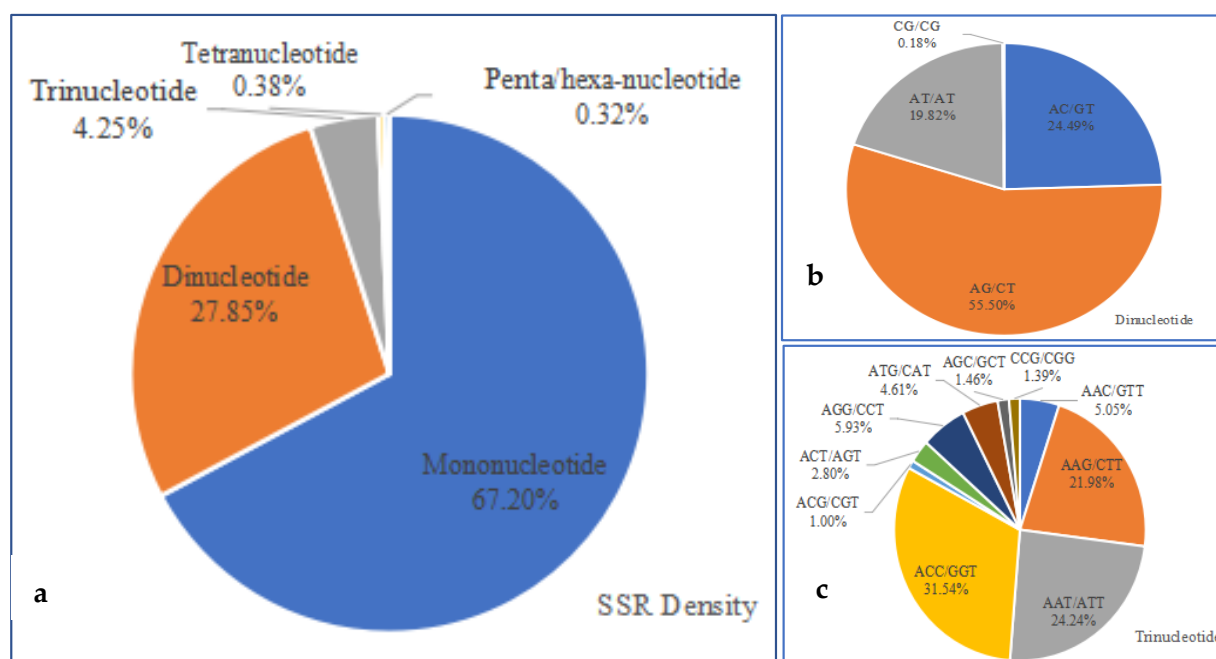 Tetranucleotide
0.38%
Trinucleotide
4.25%
Penta/hexa-nucleotide
0.32%
Dinucleotide
27.85%
Mononucleotide
67.20%
a
SSR Density
CG/CG
0.18%
AT/AT
19.82%
AC/GT
24.49%
AG/CT
55.50%
b
Dinucleotide
AGC/GCT
1.46%
CCG/CGG
1.39%
ATG/CAT
4.61%
AAC/GTT
5.05%
AGG/CCT
5.93%
ACT/AGT
2.80%
AAG/CTT
21.98%
ACG/CGT
1.00%
ACC/GGT
31.54%
AAT/ATT
24.24%
c
Trinucleotide